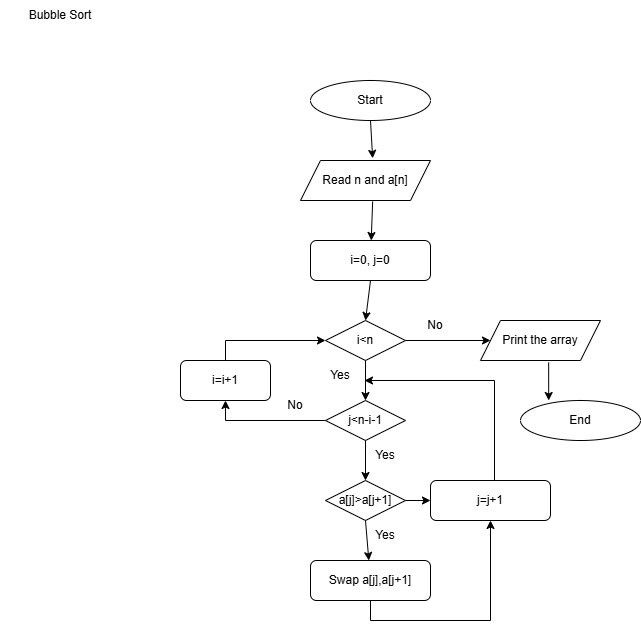 Bubble Sort
Start
Read n and a[n]
i=0, j=0
i<n
No
Print the array
Yes
i=i+1
No
j<n-i-1
End
Yes
a[j]>a[j+1]
j=j+1
Yes
Swap a[j],a[j+1]